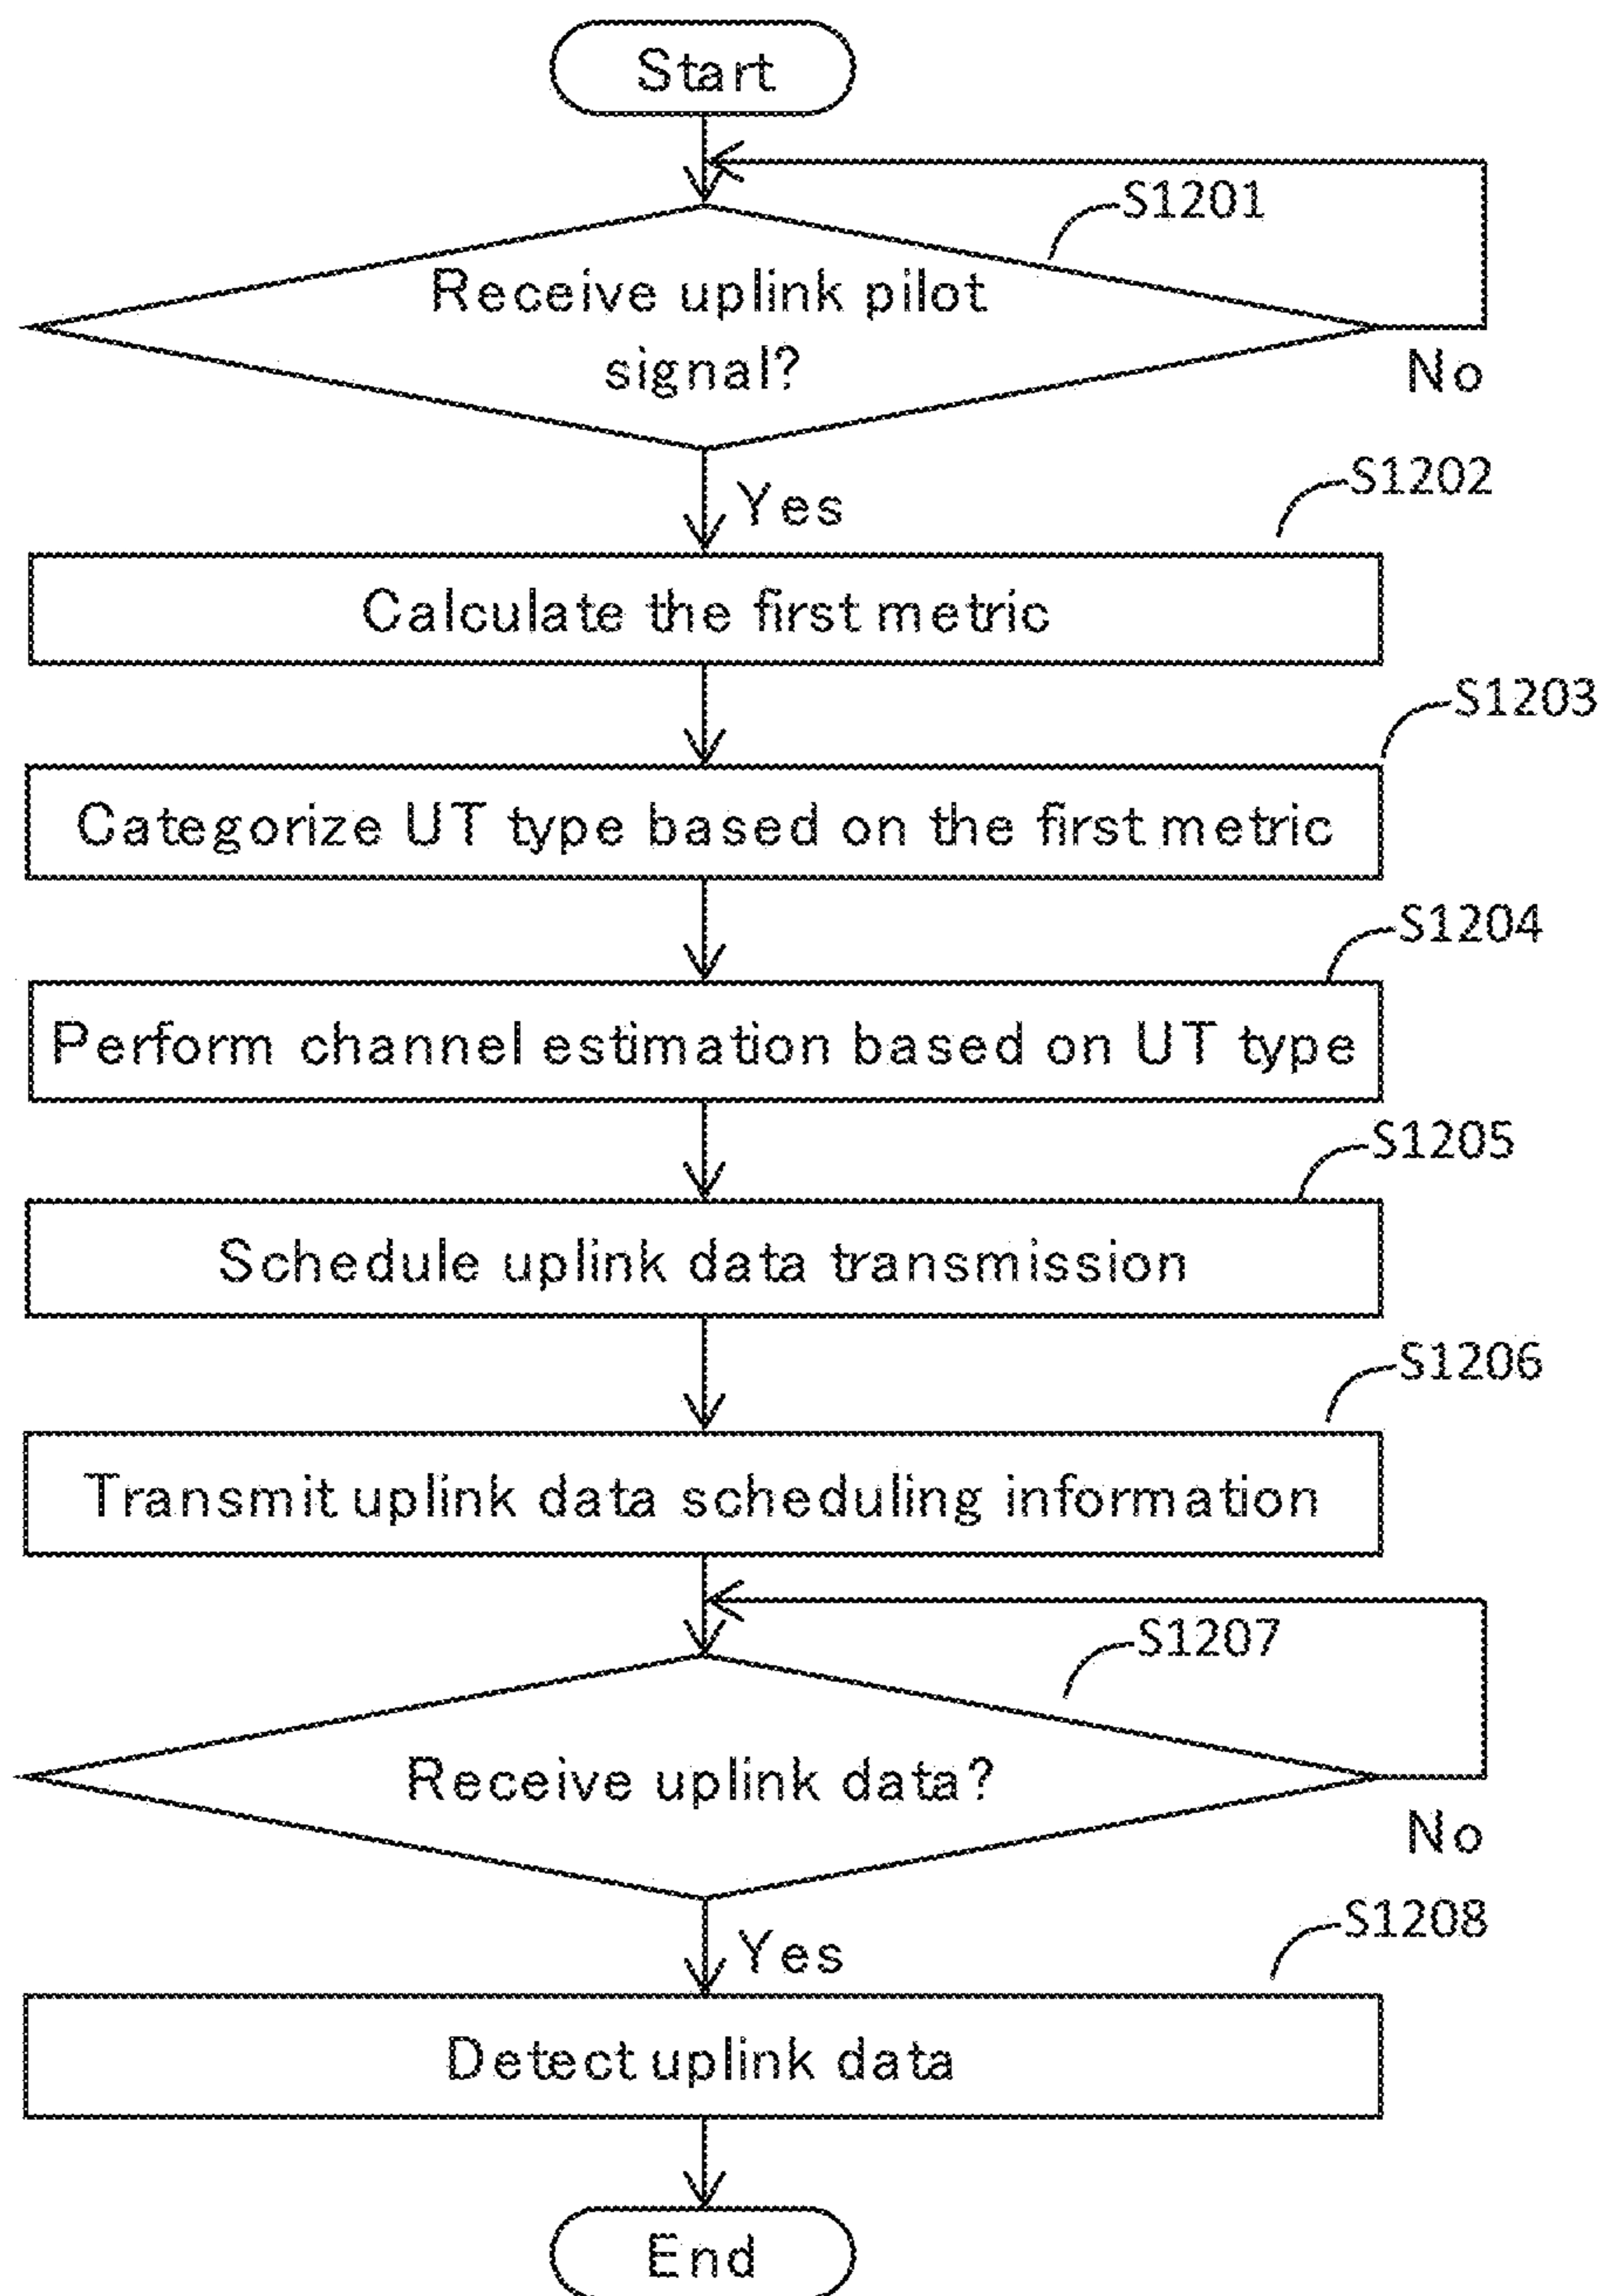 Start
S1201
Receive uplink pilot
signal?
No
Yes
S1202
Calculate the first metric
S1203
Categorize UT type based on the first metric
S1204
Perform channel estimation based on UT type
S1205
Schedule uplink data transmission
S1206
Transmit uplink data scheduling information
S1207
Receive uplink data?
No
Yes
S1208
Detect uplink data
End